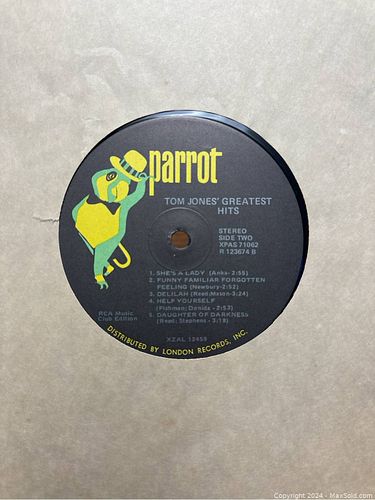 parrot
TOM JONES' GREATEST
HITS
STEREO
SIDE TWO
XPAS 71062
R 123674 B
1. SHE'S A LADY (Anka-2:55)
2. FUNNY FAMILIAR FORGOTTEN
FEELING (Newbury-2:52)
3. DELILAH (Reed;Mason-3:24)
4. HELP YOURSELF
(Fishman; Donida - 2:53)
5. DAUGHTER OF DARKNESS
(Reed; Stephens - 3:18)
RCA Music
Club Edition
XZAL 12459
DISTRIBUTED BY LONDON RECORDS, INC.
Copyright 2024 - MaxSold.com